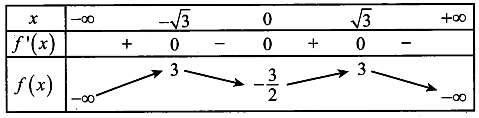 x −∞ −√3 0 √3 +∞
f'(x) + 0 − 0 + 0 −
f(x) −∞ 3 −3/2 3 −∞